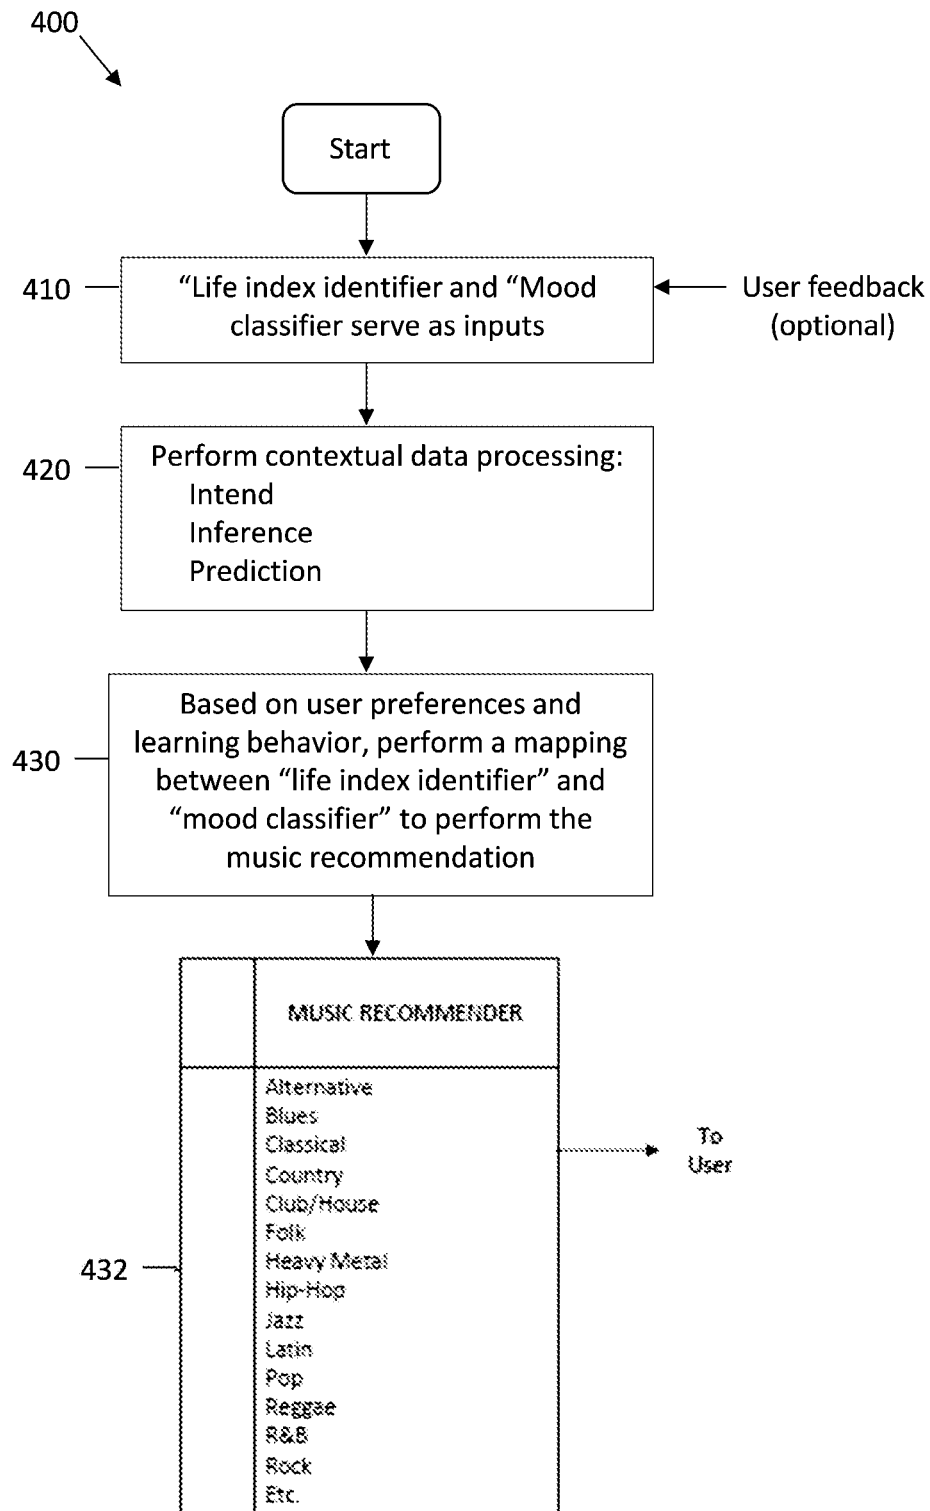 400
Start
410
“Life index identifier and “Mood
classifier serve as inputs
User feedback
(optional)
420
Perform contextual data processing:
Intend
Inference
Prediction
430
Based on user preferences and
learning behavior, perform a mapping
between “life index identifier” and
“mood classifier” to perform the
music recommendation
MUSIC RECOMMENDER
Alternative
Blues
Classical
Country
Club/House
Folk
Heavy Metal
Hip-Hop
Jazz
Latin
Pop
Reggae
R&B
Rock
Etc.
To
User
432